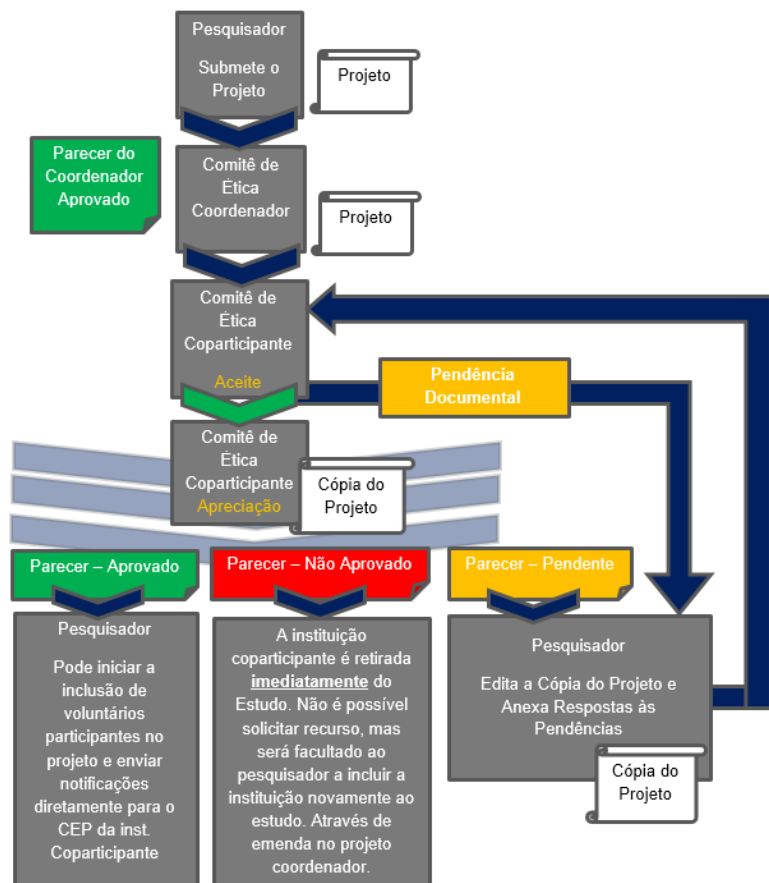 Pesquisador
Submete o
Projeto
Projeto
Parecer do
Coordenador
Aprovado
Comitê de
Ética
Coordenador
Projeto
Comitê de
Ética
Coparticipante
Aceite
Pendência
Documental
Comitê de
Ética
Coparticipante
Apreciação
Cópia do
Projeto
Parecer – Aprovado
Parecer – Não Aprovado
Parecer – Pendente
Pesquisador
Pode iniciar a
inclusão de
voluntários
participantes no
projeto e enviar
notificações
diretamente para o
CEP da inst.
Coparticipante
A instituição
coparticipante é retirada
imediatamente do
Estudo. Não é possível
solicitar recurso, mas
será facultado ao
pesquisador a incluir a
instituição novamente ao
estudo. Através de
emenda no projeto
coordenador.
Pesquisador
Edita a Cópia do Projeto e
Anexa Respostas às
Pendências
Cópia do
Projeto